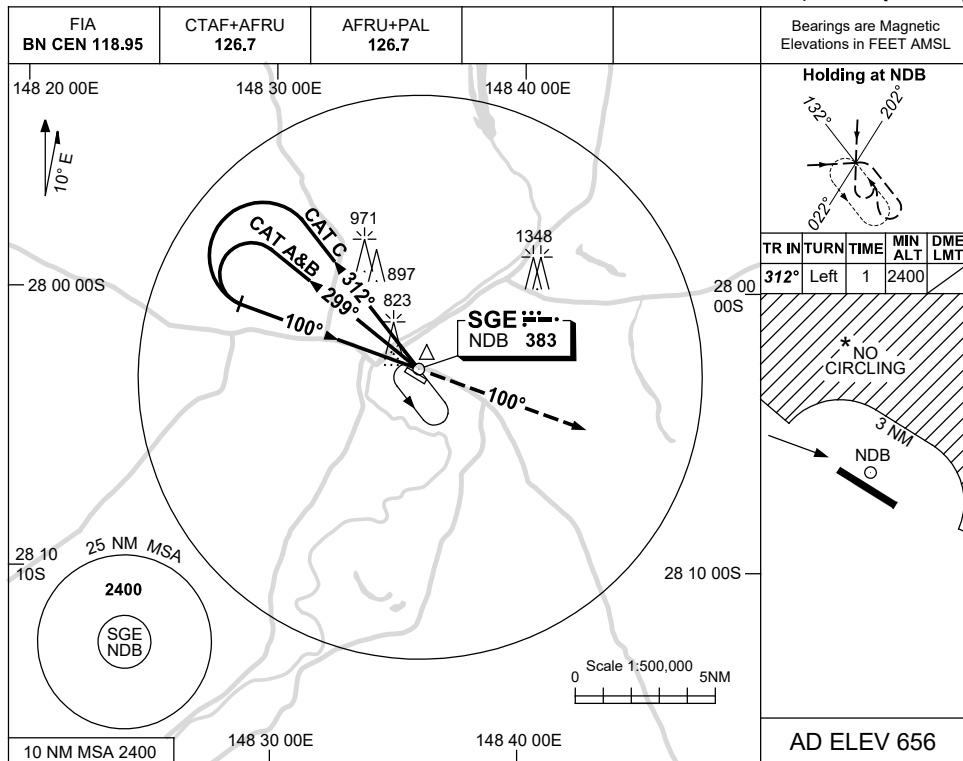 FIA
BN CEN 118.95
CTAF+AFRU
126.7
AFRU+PAL
126.7
Bearings are Magnetic
Elevations in FEET AMSL
148 20 00E
148 30 00E
148 40 00E
10° E
Holding at NDB
132°
202°
022°
TR IN TURN TIME MIN ALT DME LMT
312° Left 1 2400
971
897
823
1348
CAT C
CAT A&B
312°
299°
100°
28 00 00S
28 00
00S
SGE
NDB 383
100°
* NO
CIRCLING
3 NM
NDB
28 10
10S
28 10 00S
25 NM MSA
2400
SGE
NDB
Scale 1:500,000
0 5NM
10 NM MSA 2400
148 30 00E
148 40 00E
AD ELEV 656